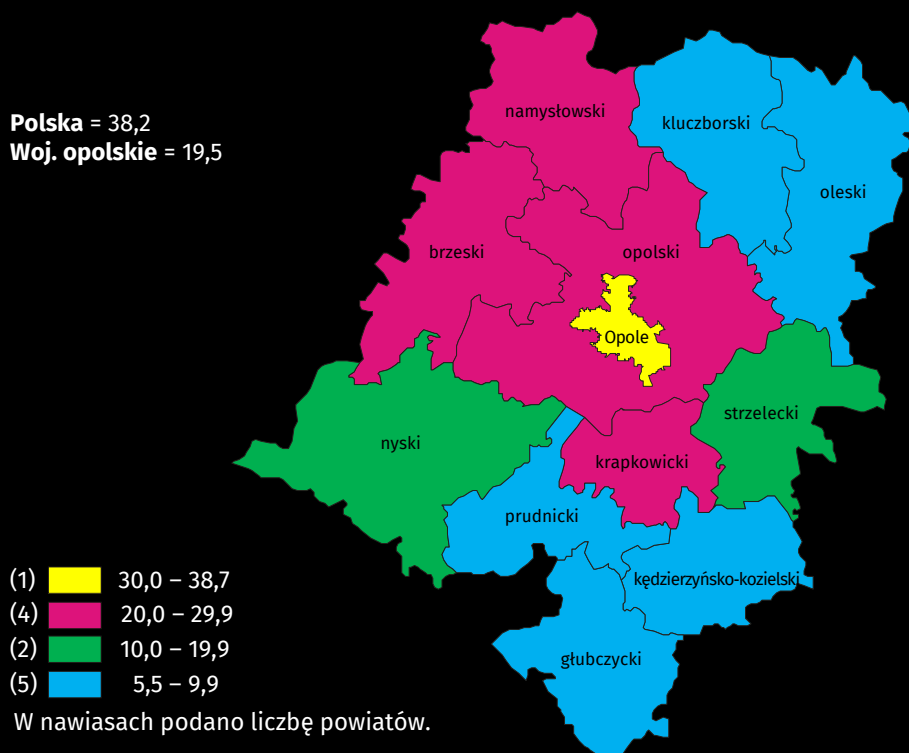 Polska = 38,2
Woj. opolskie = 19,5
namysłowski
kluczborski
oleski
brzeski
opolski
Opole
strzelecki
nyski
krapkowicki
prudnicki
kędzierzyńsko-kozielski
głubczycki
(1) 30,0 – 38,7
(4) 20,0 – 29,9
(2) 10,0 – 19,9
(5) 5,5 – 9,9
W nawiasach podano liczbę powiatów.